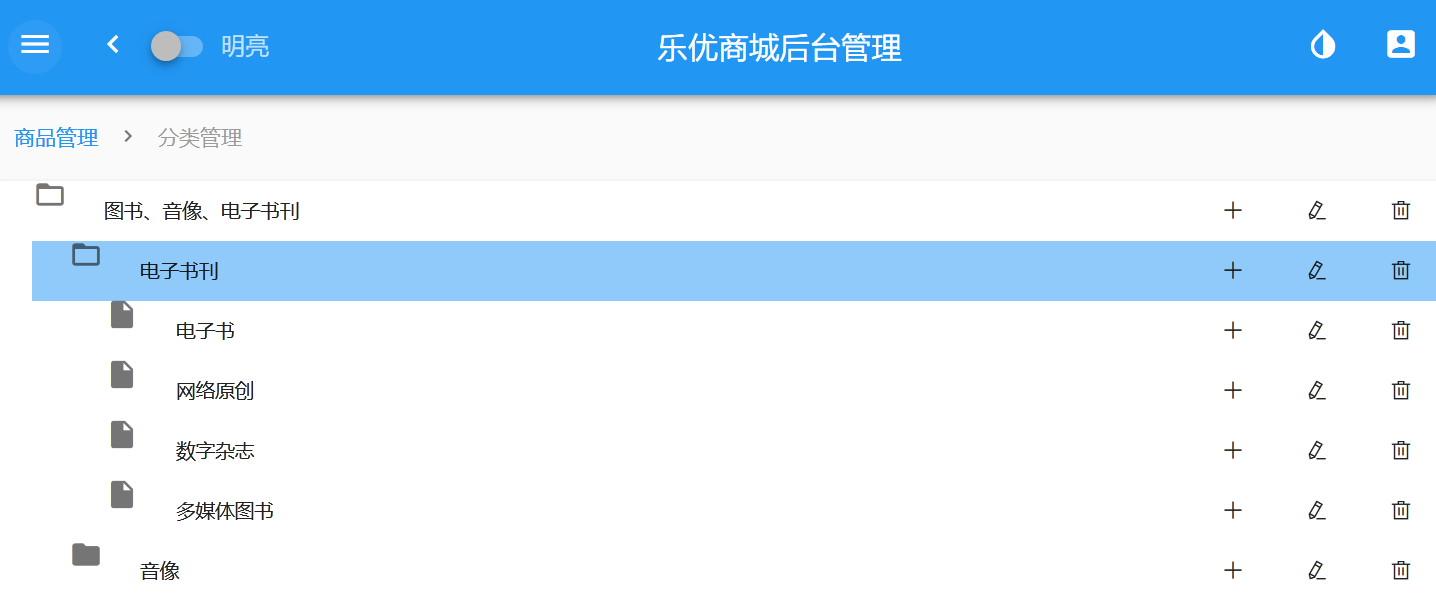 明亮
乐优商城后台管理
商品管理 > 分类管理
图书、音像、电子书刊
电子书刊
电子书
网络原创
数字杂志
多媒体图书
音像